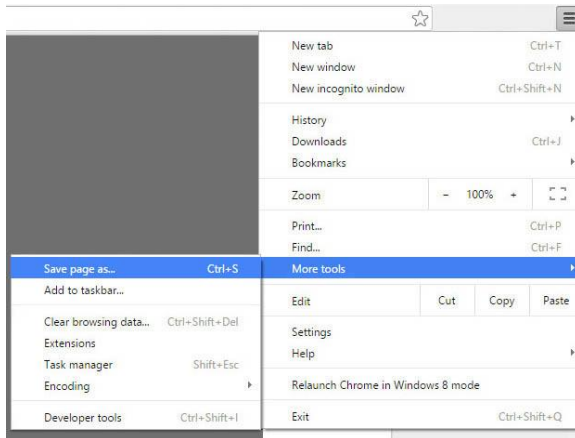 New tab Ctrl+T
New window Ctrl+N
New incognito window Ctrl+Shift+N
History
Downloads Ctrl+J
Bookmarks
Zoom - 100% +
Print... Ctrl+P
Find... Ctrl+F
More tools
Edit Cut Copy Paste
Settings
Help
Relaunch Chrome in Windows 8 mode
Exit Ctrl+Shift+Q
Save page as... Ctrl+S
Add to taskbar...
Clear browsing data... Ctrl+Shift+Del
Extensions
Task manager Shift+Esc
Encoding
Developer tools Ctrl+Shift+I